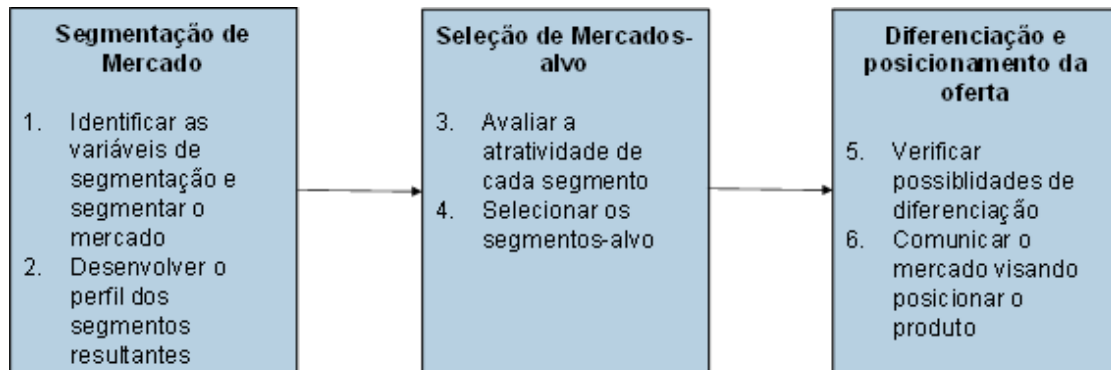 Segmentação de
Mercado
1. Identificar as
variáveis de
segmentação e
segmentar o
mercado
2. Desenvolver o
perfil dos
segmentos
resultantes
Seleção de Mercados-
alvo
3. Avaliar a
atratividade de
cada segmento
4. Selecionar os
segmentos-alvo
Diferenciação e
posicionamento da
oferta
5. Verificar
possiblidades de
diferenciação
6. Comunicar o
mercado visando
posicionar o
produto